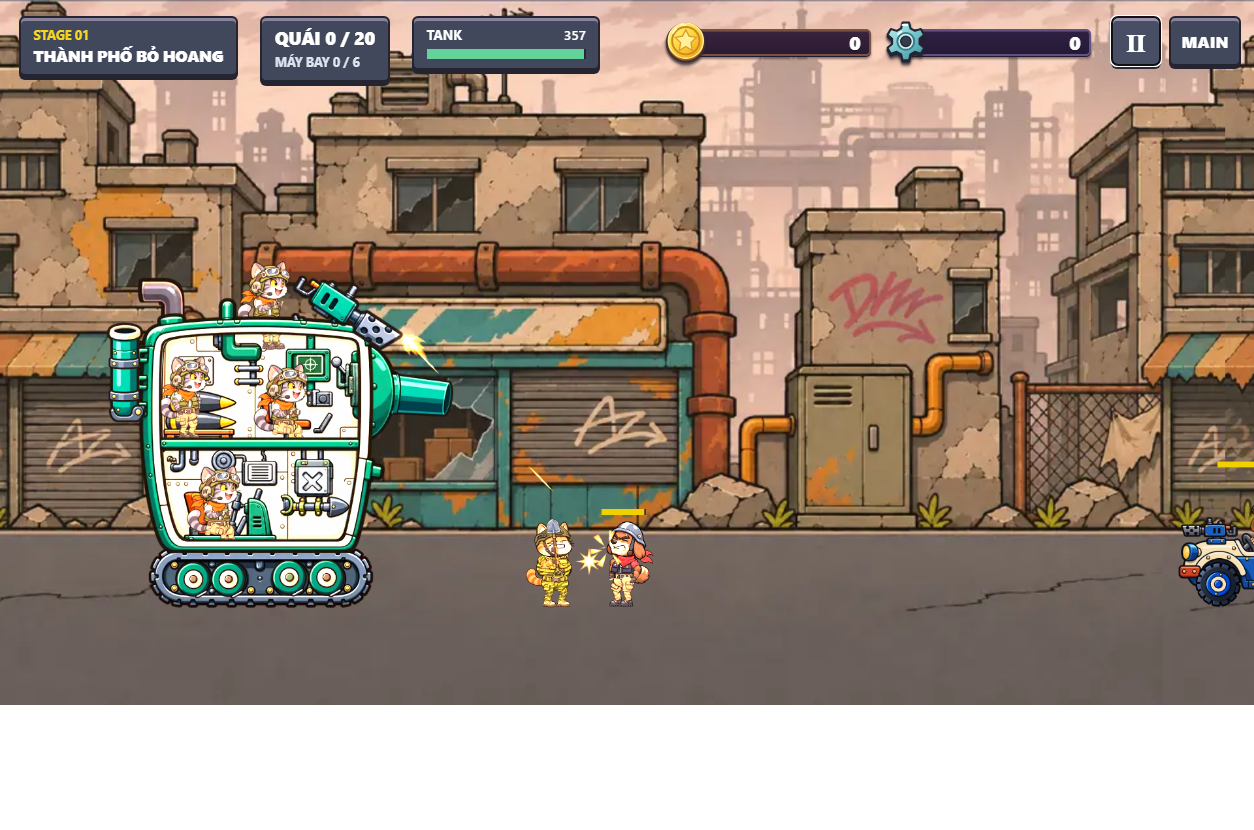 STAGE 01
THÀNH PHỐ BỎ HOANG
QUÁI 0 / 20
MÁY BAY 0 / 6
TANK
357
0
0
II
MAIN